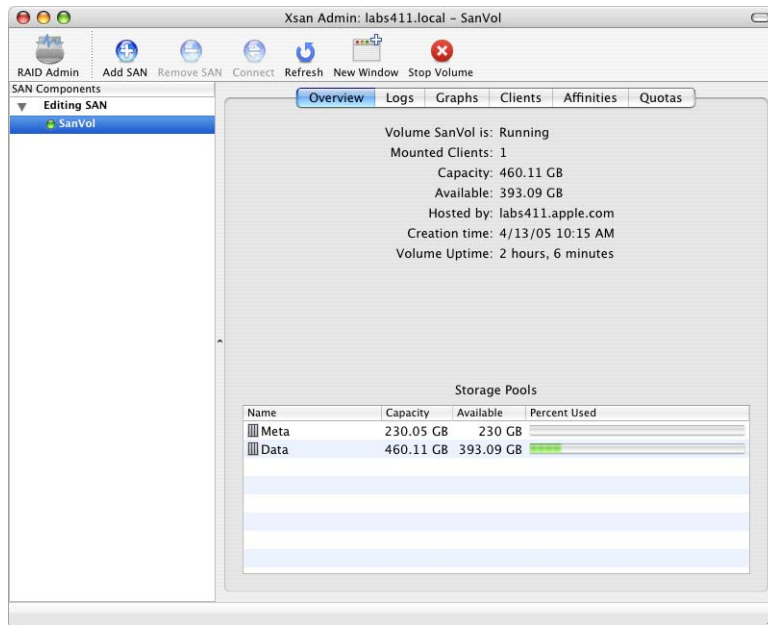 Xsan Admin: labs411.local – SanVol
RAID Admin Add SAN Remove SAN Connect Refresh New Window Stop Volume
SAN Components
Editing SAN
SanVol
Overview Logs Graphs Clients Affinities Quotas
Volume SanVol is: Running
Mounted Clients: 1
Capacity: 460.11 GB
Available: 393.09 GB
Hosted by: labs411.apple.com
Creation time: 4/13/05 10:15 AM
Volume Uptime: 2 hours, 6 minutes
Storage Pools
Name Capacity Available Percent Used
Meta 230.05 GB 230 GB
Data 460.11 GB 393.09 GB